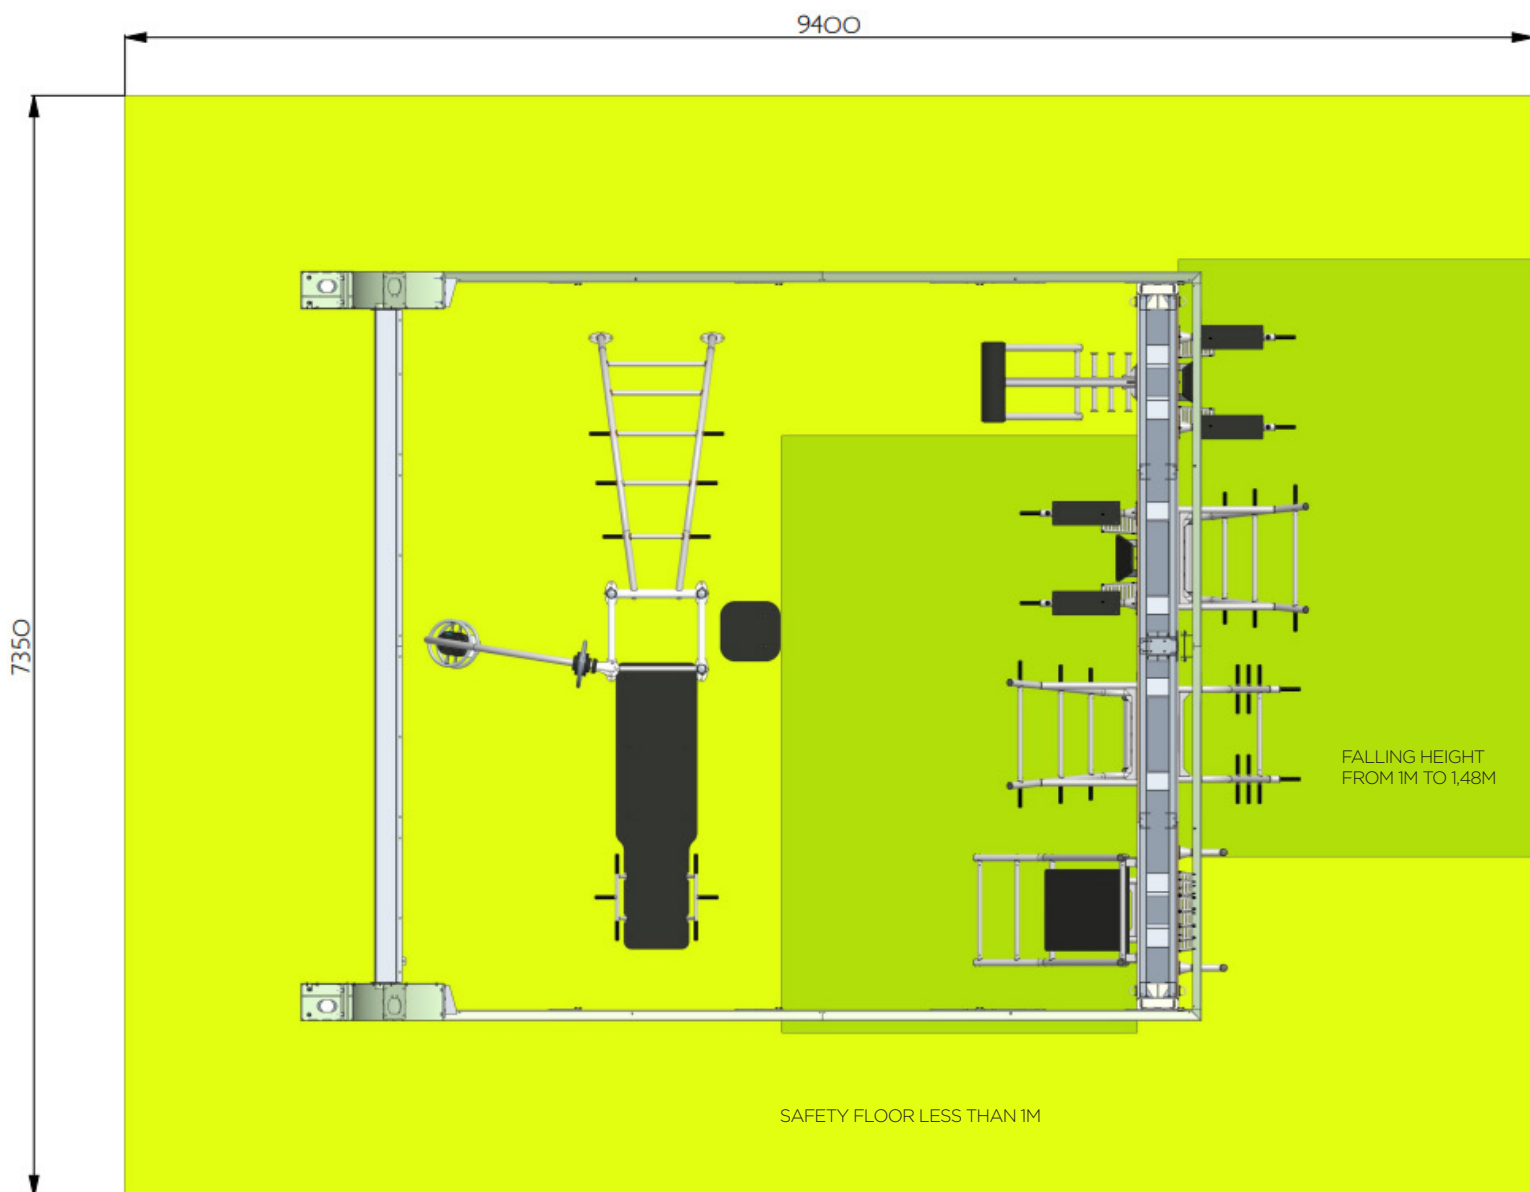 9400
7350
FALLING HEIGHT
FROM 1M TO 1,48M
SAFETY FLOOR LESS THAN 1M